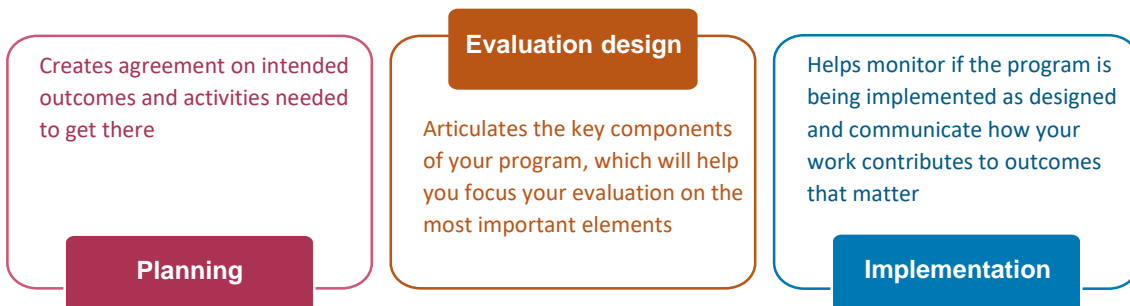 Creates agreement on intended
outcomes and activities needed
to get there
Planning
Evaluation design
Articulates the key components
of your program, which will help
you focus your evaluation on the
most important elements
Helps monitor if the program is
being implemented as designed
and communicate how your
work contributes to outcomes
that matter
Implementation